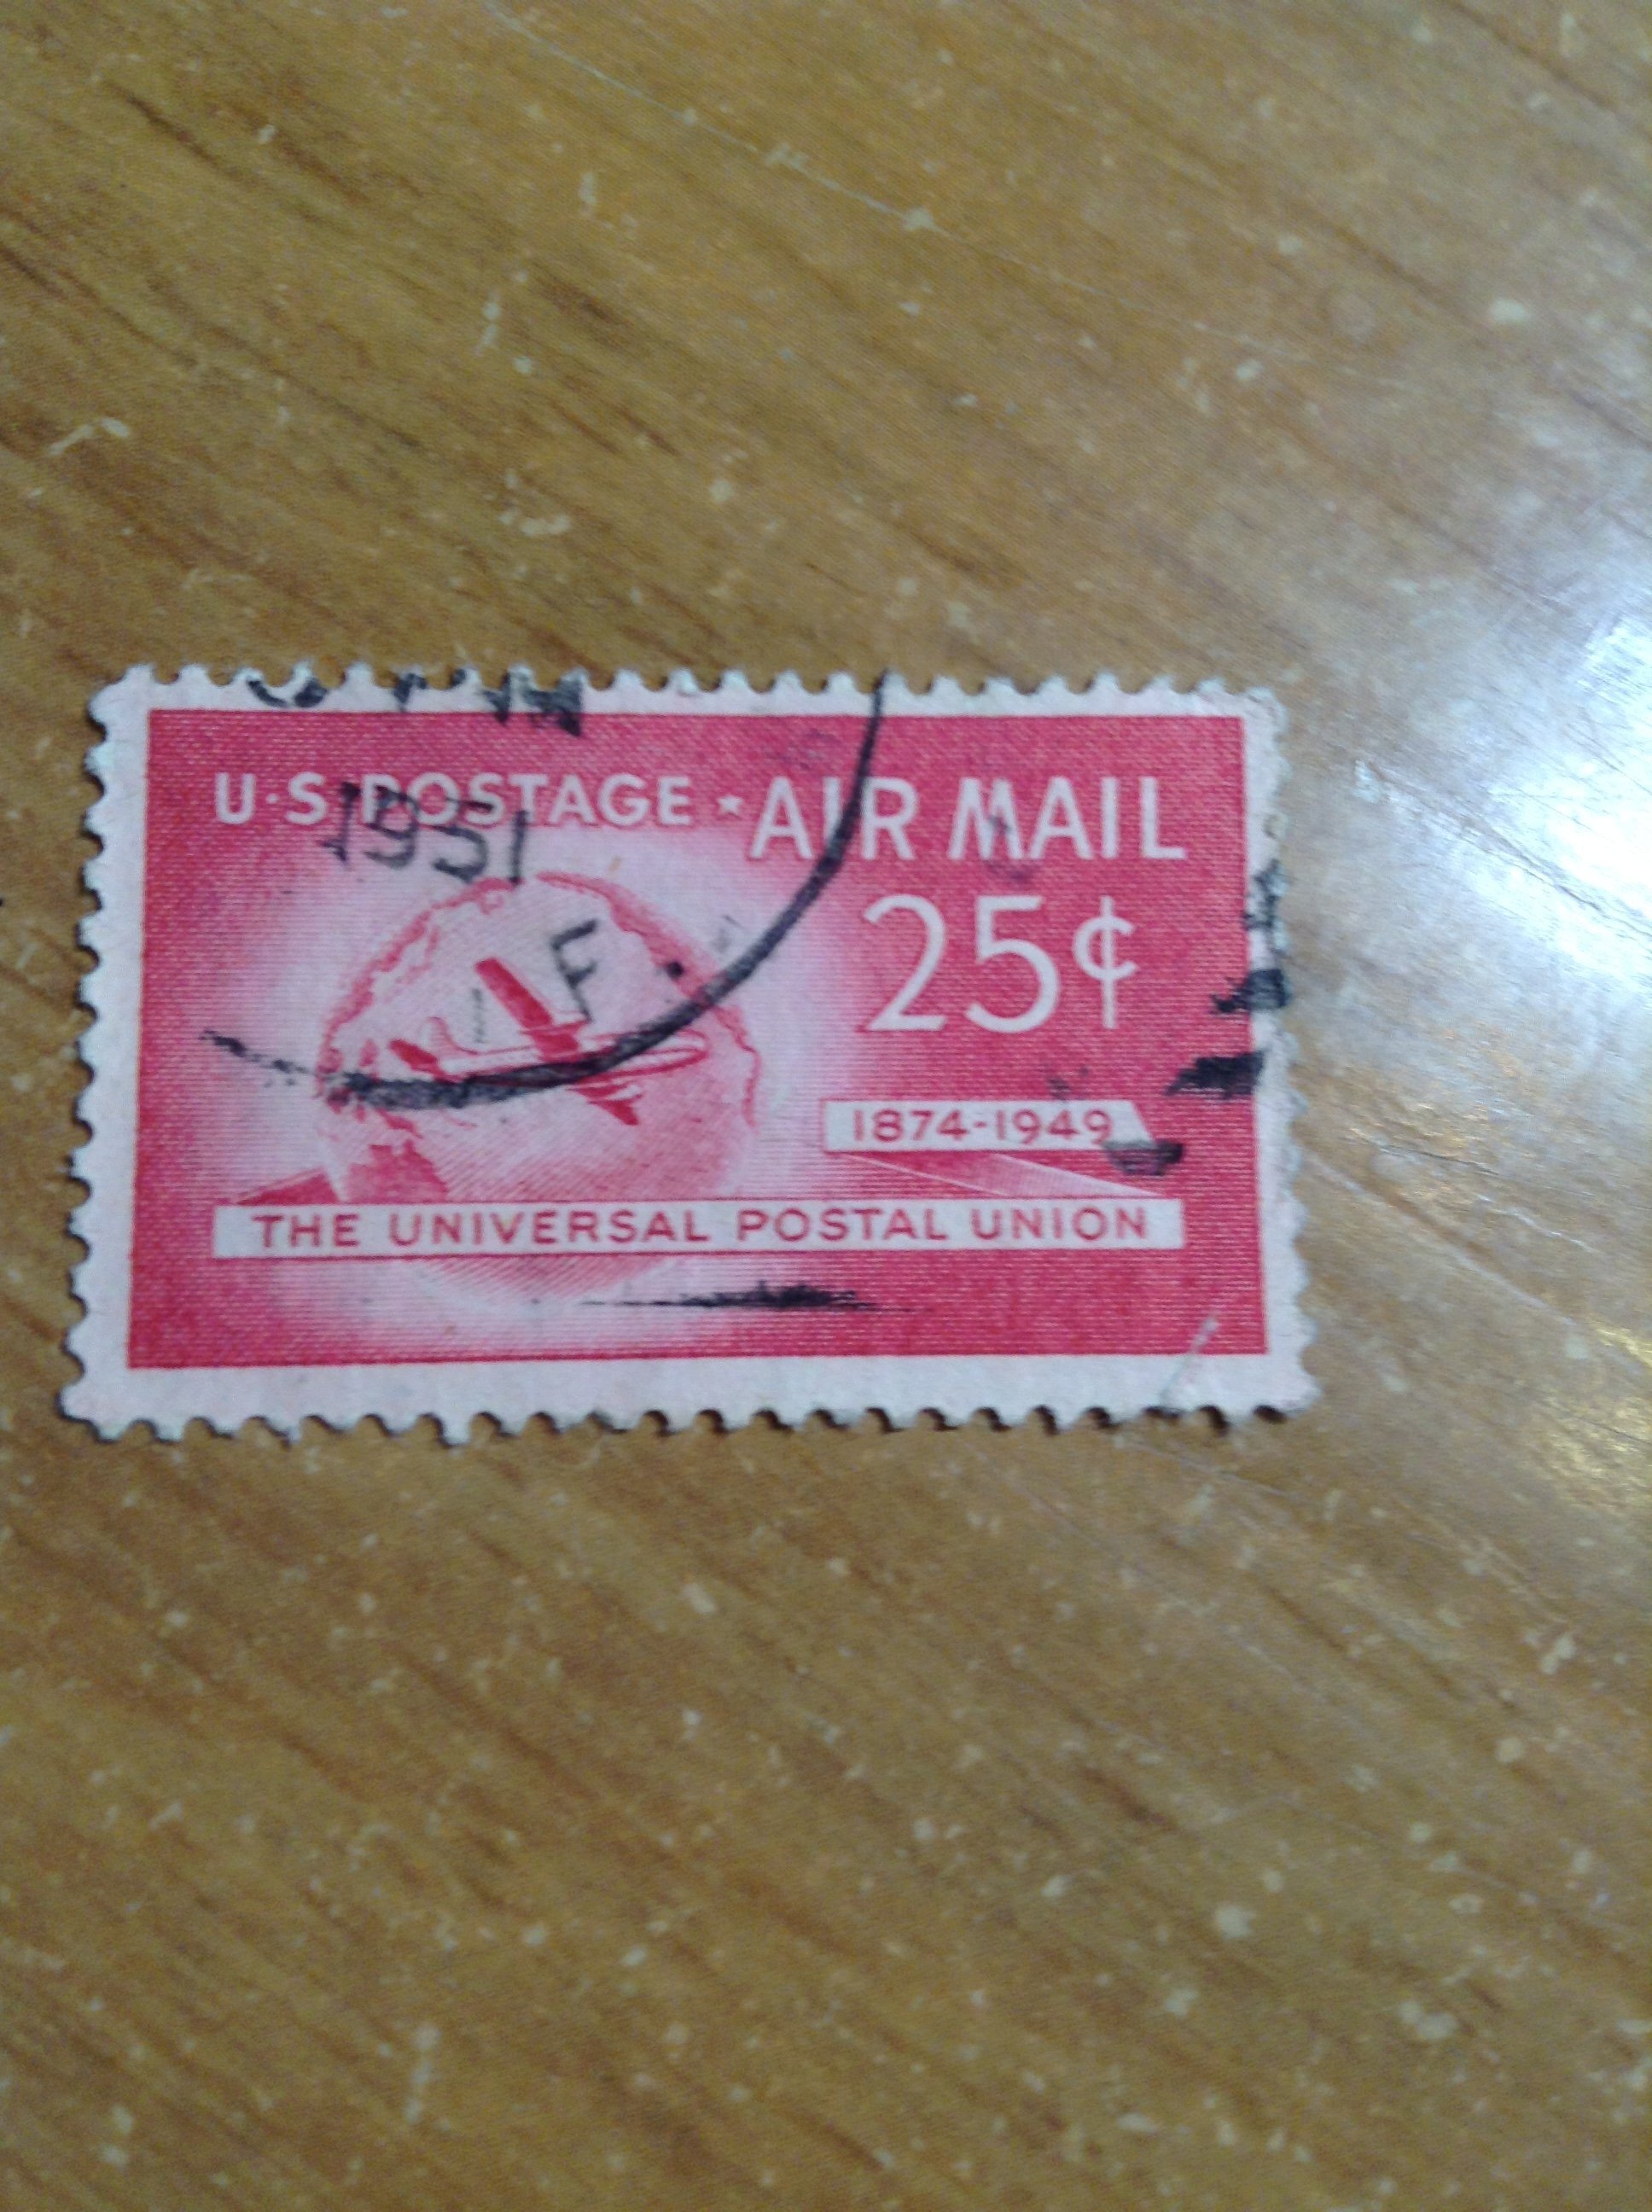 U·S·POSTAGE ★ AIR MAIL
1951
25¢
F.
1874-1949
THE UNIVERSAL POSTAL UNION